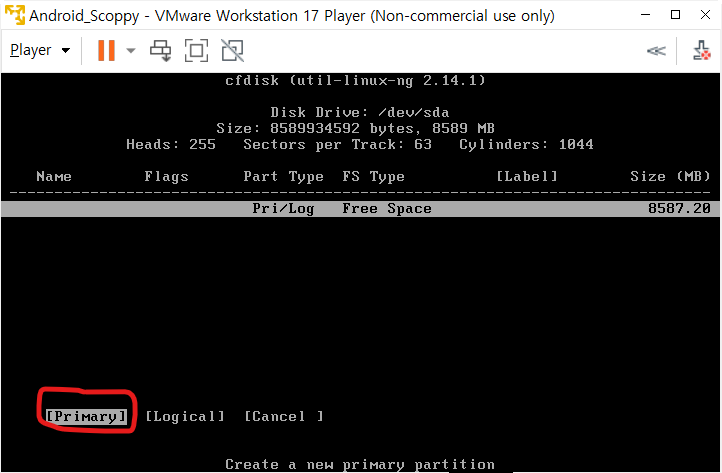 Android_Scoppy - VMware Workstation 17 Player (Non-commercial use only)
Player
cfdisk (util-linux-ng 2.14.1)
Disk Drive: /dev/sda
Size: 8589934592 bytes, 8589 MB
Heads: 255 Sectors per Track: 63 Cylinders: 1044
Name Flags Part Type FS Type [Label] Size (MB)
Pri/Log Free Space 8587.20
[Primary] [Logical] [Cancel ]
Create a new primary partition